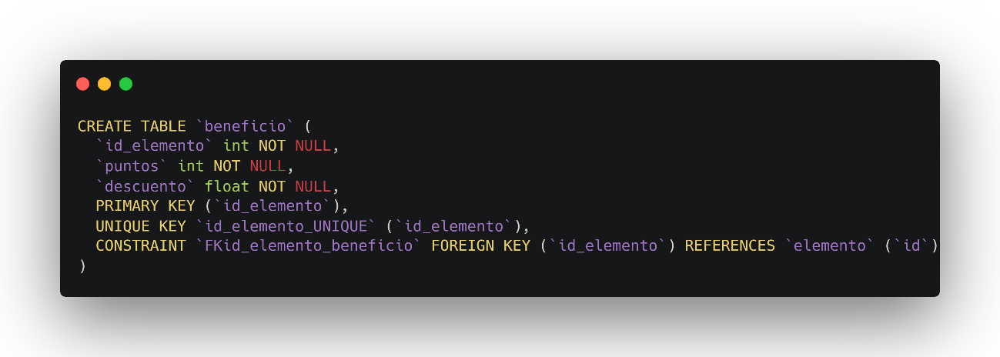 CREATE TABLE `beneficio` (
  `id_elemento` int NOT NULL,
  `puntos` int NOT NULL,
  `descuento` float NOT NULL,
  PRIMARY KEY (`id_elemento`),
  UNIQUE KEY `id_elemento_UNIQUE` (`id_elemento`),
  CONSTRAINT `FKid_elemento_beneficio` FOREIGN KEY (`id_elemento`) REFERENCES `elemento` (`id`)
)